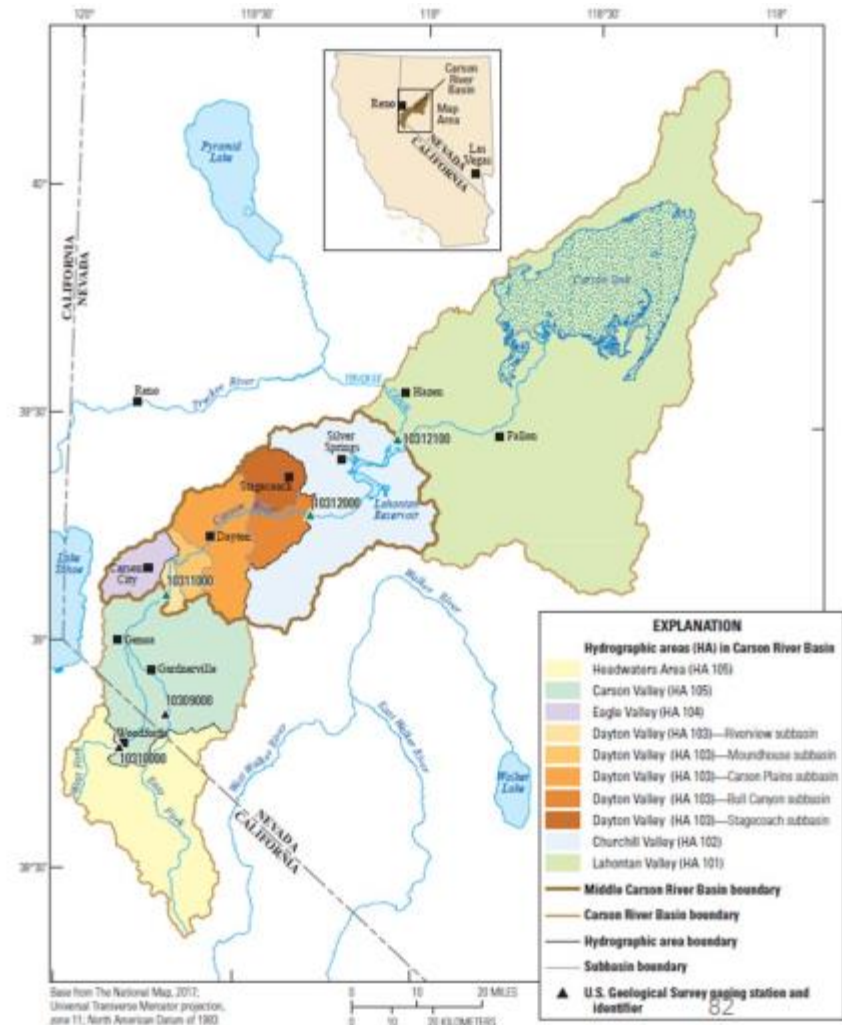 120°
119°30'
119°
118°30'
118°
Carson
River
Basin
Reno
Map
Area
NEVADA
CALIFORNIA
Las
Vegas
Pyramid
Lake
40°
CALIFORNIA
NEVADA
Carson Sink
Reno
Truckee River
Hazen
39°30'
Fallon
10312100
Silver
Springs
Stagecoach
10312000
Lahontan
Reservoir
Carson River
Dayton
Lake
Tahoe
Carson
City
10311000
Walker
River
39°
Genoa
Gardnerville
10309000
Woodfords
10310000
West Fork
East Fork
West Walker River
East Walker River
Walker
Lake
NEVADA
CALIFORNIA
38°30'
EXPLANATION
Hydrographic areas (HA) in Carson River Basin
Headwaters Area (HA 105)
Carson Valley (HA 105)
Eagle Valley (HA 104)
Dayton Valley (HA 103)—Riverview subbasin
Dayton Valley (HA 103)—Moundhouse subbasin
Dayton Valley (HA 103)—Carson Plains subbasin
Dayton Valley (HA 103)—Bull Canyon subbasin
Dayton Valley (HA 103)—Stagecoach subbasin
Churchill Valley (HA 102)
Lahontan Valley (HA 101)
Middle Carson River Basin boundary
Carson River Basin boundary
Hydrographic area boundary
Subbasin boundary
U.S. Geological Survey gaging station and
identifier
82
Base from The National Map, 2017;
Universal Transverse Mercator projection,
zone 11; North American Datum of 1983
0 10 20 MILES
0 10 20 KILOMETERS